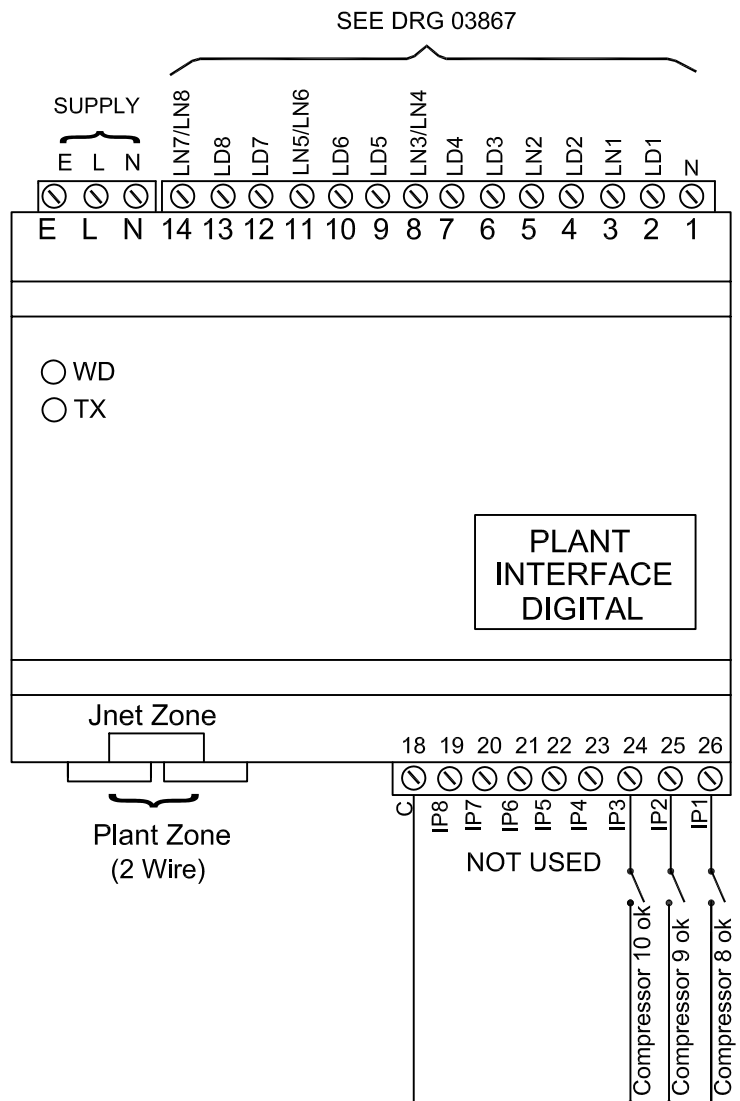 SEE DRG 03867
SUPPLY
E L N
LN7/LN8 LD8 LD7 LN5/LN6 LD6 LD5 LN3/LN4 LD4 LD3 LN2 LD2 LN1 LD1 N
E L N 14 13 12 11 10 9 8 7 6 5 4 3 2 1
WD
TX
PLANT
INTERFACE
DIGITAL
Jnet Zone
18 19 20 21 22 23 24 25 26
C IP8 IP7 IP6 IP5 IP4 IP3 IP2 IP1
Plant Zone
(2 Wire)
NOT USED
Compressor 10 ok
Compressor 9 ok
Compressor 8 ok